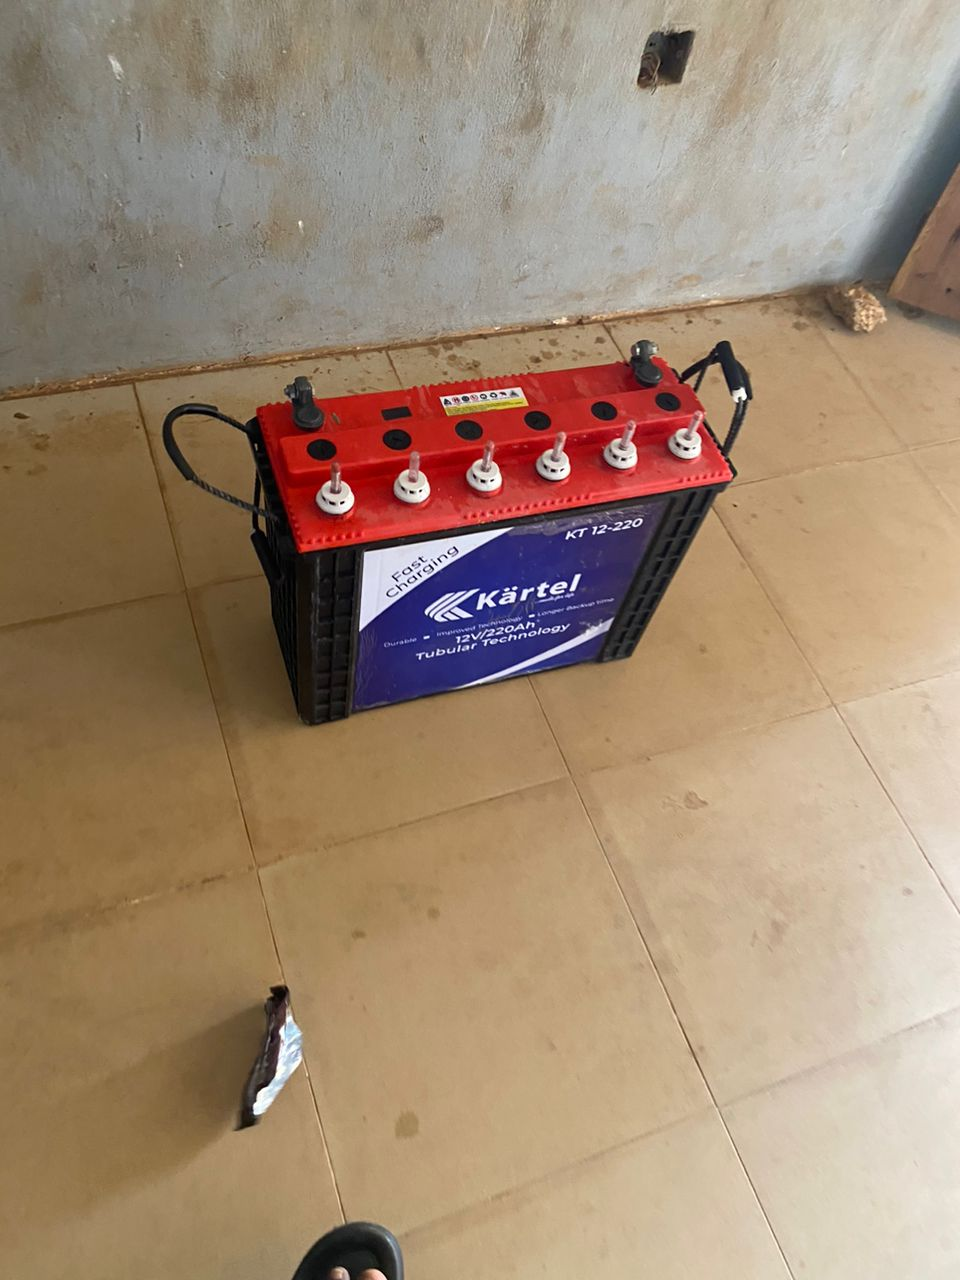 KT 12-220
Fast
Charging
Kärtel
Durable • Improved Technology • Longer Backup Time
12V/220Ah
Tubular Technology